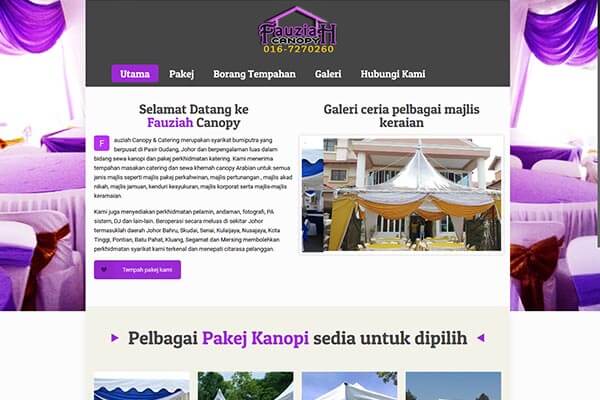 Fauziah
CANOPY
016-7270260
Utama Pakej Borang Tempahan Galeri Hubungi Kami
Selamat Datang ke
Fauziah Canopy
Fauziah Canopy & Catering merupakan syarikat bumiputra yang
berpusat di Pasir Gudang, Johor dan berpengalaman luas dalam
bidang sewa kanopi dan pakej perkhidmatan katering. Kami menerima
tempahan masakan catering dan sewa khemah canopy Arabian untuk semua
jenis majlis seperti majlis pakej perkahwinan, majlis pertunangan , majlis akad
nikah, majlis jamuan, kenduri kesyukuran, majlis korporat serta majlis-majlis
keramaian.
Kami juga menyediakan perkhidmatan pelamin, andaman, fotografi, PA
sistem, DJ dan lain-lain. Beroperasi secara meluas di sekitar Johor
termasuklah daerah Johor Bahru, Skudai, Senai, Kulaijaya, Nusajaya, Kota
Tinggi, Pontian, Batu Pahat, Kluang, Segamat dan Mersing membolehkan
perkhidmatan syarikat kami terkenal dan menepati citarasa pelanggan.
Tempah pakej kami
Galeri ceria pelbagai majlis
keraian
Pelbagai Pakej Kanopi sedia untuk dipilih